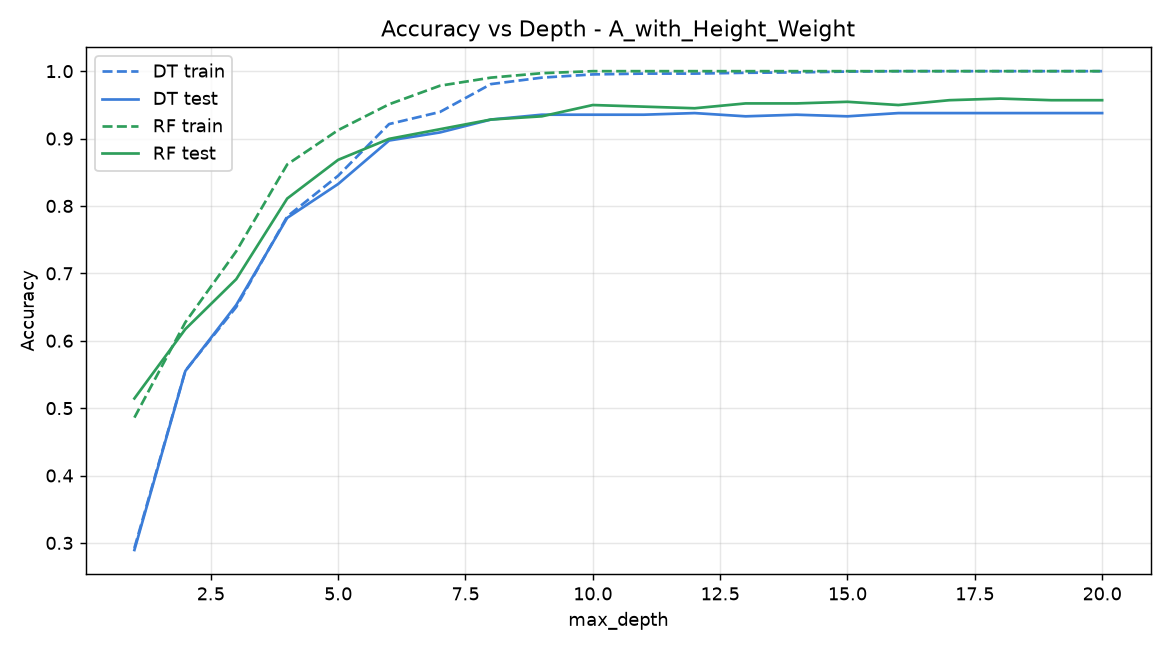 Accuracy vs Depth - A_with_Height_Weight
DT train
DT test
RF train
RF test
Accuracy
1.0
0.9
0.8
0.7
0.6
0.5
0.4
0.3
2.5 5.0 7.5 10.0 12.5 15.0 17.5 20.0
max_depth